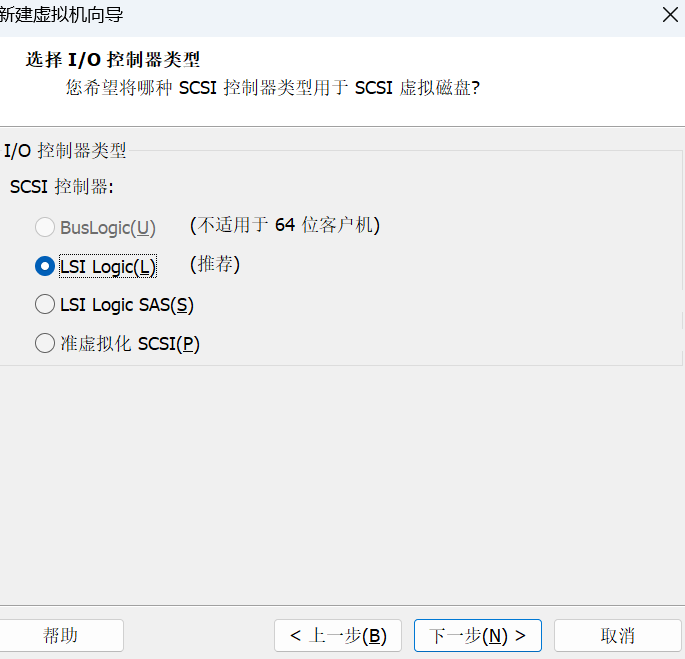 新建虚拟机向导
选择 I/O 控制器类型
您希望将哪种 SCSI 控制器类型用于 SCSI 虚拟磁盘?
I/O 控制器类型
SCSI 控制器:
BusLogic(U) (不适用于 64 位客户机)
LSI Logic(L) (推荐)
LSI Logic SAS(S)
准虚拟化 SCSI(P)
帮助 < 上一步(B) 下一步(N) > 取消